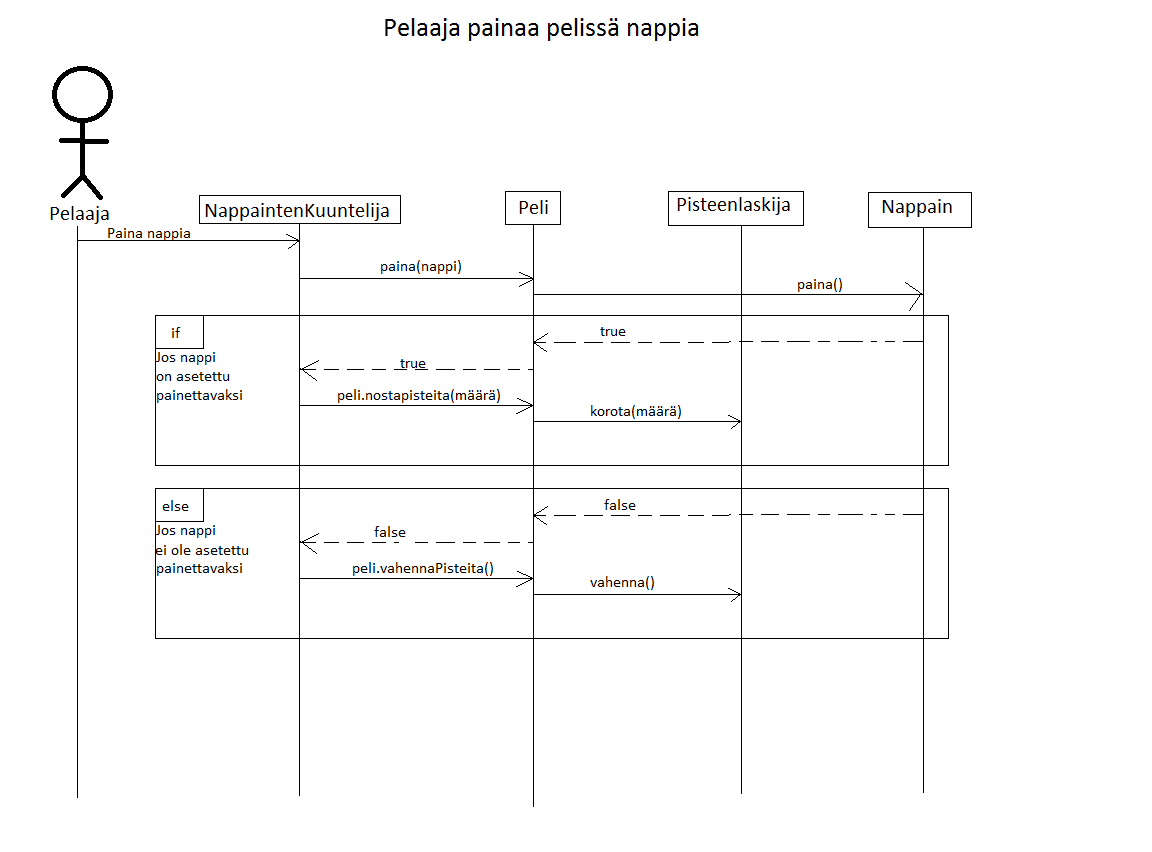 Pelaaja painaa pelissä nappia
Pelaaja
NappaintenKuuntelija
Peli
Pisteenlaskija
Nappain
Paina nappia
paina(nappi)
paina()
if
Jos nappi
on asetettu
painettavaksi
true
true
peli.nostapisteita(määrä)
korota(määrä)
else
Jos nappi
ei ole asetettu
painettavaksi
false
false
peli.vahennaPisteita()
vahenna()